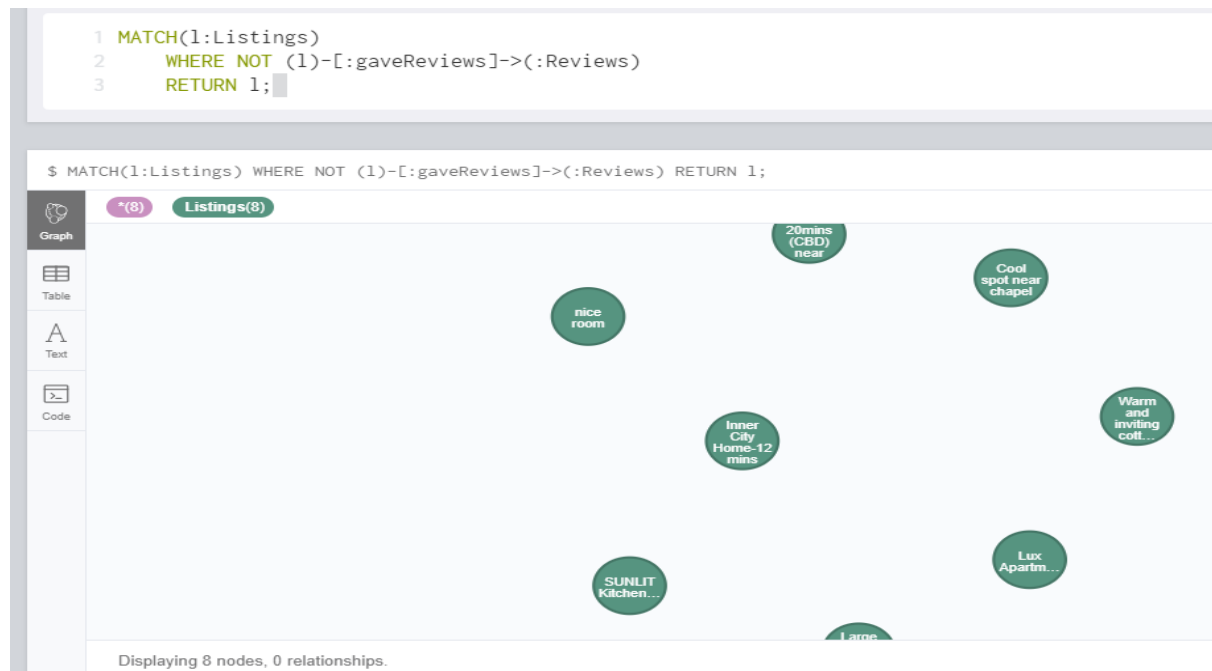 1 MATCH(l:Listings)
2 WHERE NOT (l)-[:gaveReviews]->(:Reviews)
3 RETURN l;
$ MATCH(l:Listings) WHERE NOT (l)-[:gaveReviews]->(:Reviews) RETURN l;
*(8) Listings(8)
Graph
Table
Text
Code
20mins
(CBD)
near
Cool
spot near
chapel
nice
room
Warm
and
inviting
cott...
Inner
City
Home-12
mins
Lux
Apartm...
SUNLIT
Kitchen...
Large
Displaying 8 nodes, 0 relationships.